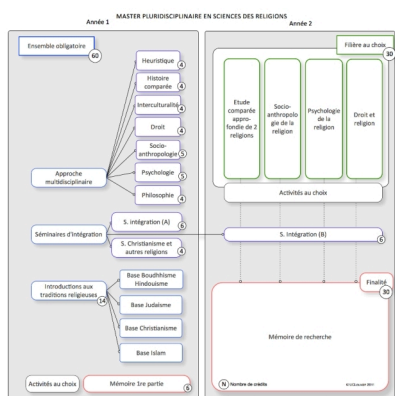 MASTER PLURIDISCIPLINAIRE EN SCIENCES DES RELIGIONS
Année 1
Année 2
Ensemble obligatoire
60
Heuristique
4
Histoire
comparée
4
Interculturalité
4
Droit
4
Socio-
anthropologie
5
Psychologie
5
Philosophie
4
Approche
multidisciplinaire
Séminaires d'Intégration
S. intégration (A)
6
S. Christianisme et
autres religions
4
Introductions aux
traditions religieuses
14
Base Boudhhisme
Hindouisme
Base Judaïsme
Base Christianisme
Base Islam
Activités au choix
Mémoire 1re partie
6
Filière au choix
30
Etude
comparée
appro-
fondie de 2
religions
Socio-
anthropolo
gie de la
religion
Psychologie
de la
religion
Droit et
religion
Activités au choix
S. Intégration (B)
6
Finalité
30
Mémoire de recherche
N Nombre de crédits